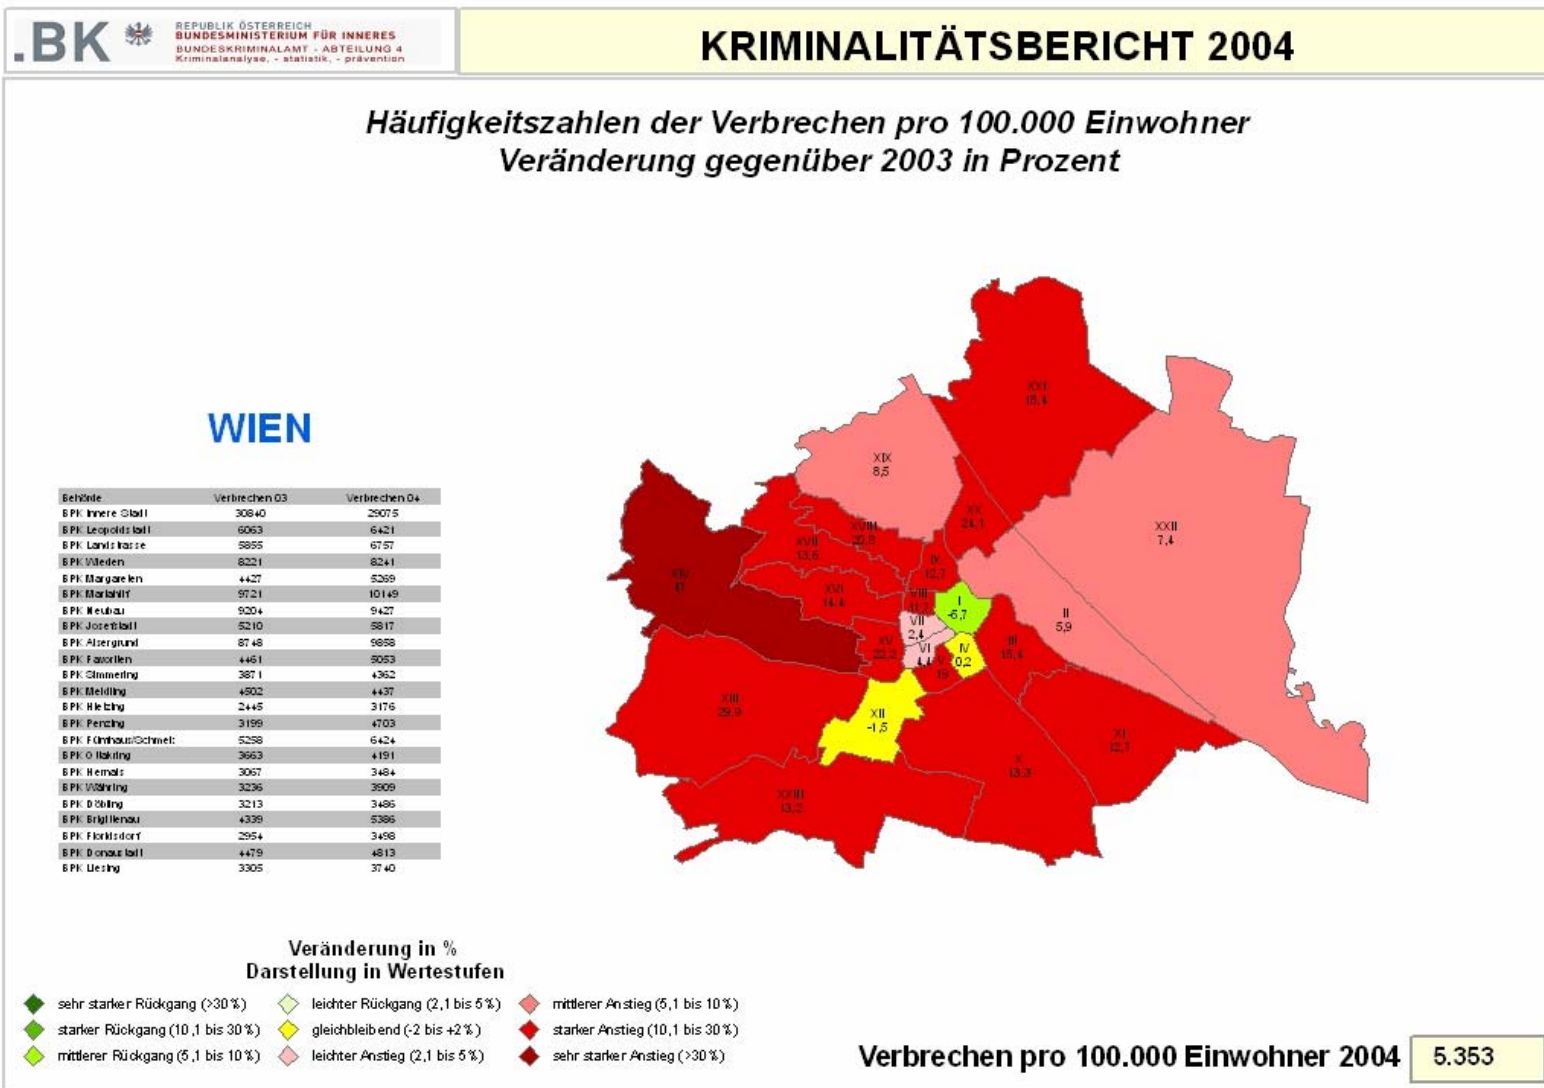 .BK
REPUBLIK ÖSTERREICH
BUNDESMINISTERIUM FÜR INNERES
BUNDESKRIMINALAMT - ABTEILUNG 4
Kriminalanalyse, - statistik, - prävention
KRIMINALITÄTSBERICHT 2004
Häufigkeitszahlen der Verbrechen pro 100.000 Einwohner
Veränderung gegenüber 2003 in Prozent
WIEN
Behörde Verbrechen 03 Verbrechen 04
BPK Innere Stadt 30840 29075
BPK Leopoldstadt 6063 6421
BPK Landstrasse 5855 6757
BPK Wieden 8221 8241
BPK Margareten 4427 5269
BPK Mariahilf 9721 10149
BPK Neubau 9204 9427
BPK Josefstadt 5210 5817
BPK Alsergrund 8748 9858
BPK Favoriten 4461 5053
BPK Simmering 3871 4362
BPK Meidling 4502 4437
BPK Hietzing 2445 3176
BPK Penzing 3199 4703
BPK Fünfhaus/Schmelz 5258 6424
BPK Ottakring 3663 4191
BPK Hernals 3067 3484
BPK Währing 3236 3909
BPK Döbling 3213 3486
BPK Brigittenau 4339 5386
BPK Floridsdorf 2954 3498
BPK Donaustadt 4479 4813
BPK Liesing 3305 3740
XXI
18,4
XIX
8,5
XX
24,1
XXII
7,4
XVIII
20,8
XVII
13,6
IX
12,7
XIV
47
XVI
14,4
VIII
11,7
I
-5,7
II
5,9
VII
2,4
VI
4,4
IV
0,2
III
15,4
XV
22,2
V
19
XIII
29,9
XII
-1,5
XI
12,7
X
13,3
XXIII
13,2
Veränderung in %
Darstellung in Wertestufen
sehr starker Rückgang (>30%)
starker Rückgang (10,1 bis 30%)
mittlerer Rückgang (5,1 bis 10%)
leichter Rückgang (2,1 bis 5%)
gleichbleibend (-2 bis +2%)
leichter Anstieg (2,1 bis 5%)
mittlerer Anstieg (5,1 bis 10%)
starker Anstieg (10,1 bis 30%)
sehr starker Anstieg (>30%)
Verbrechen pro 100.000 Einwohner 2004 5.353